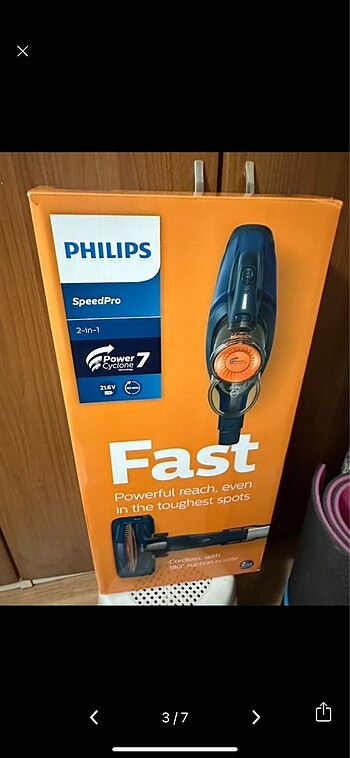 PHILIPS
SpeedPro
2-in-1
Power
Cyclone 7
21.6V
Fast
Powerful reach, even
in the toughest spots
Cordless, with
180° suction nozzle
3/7